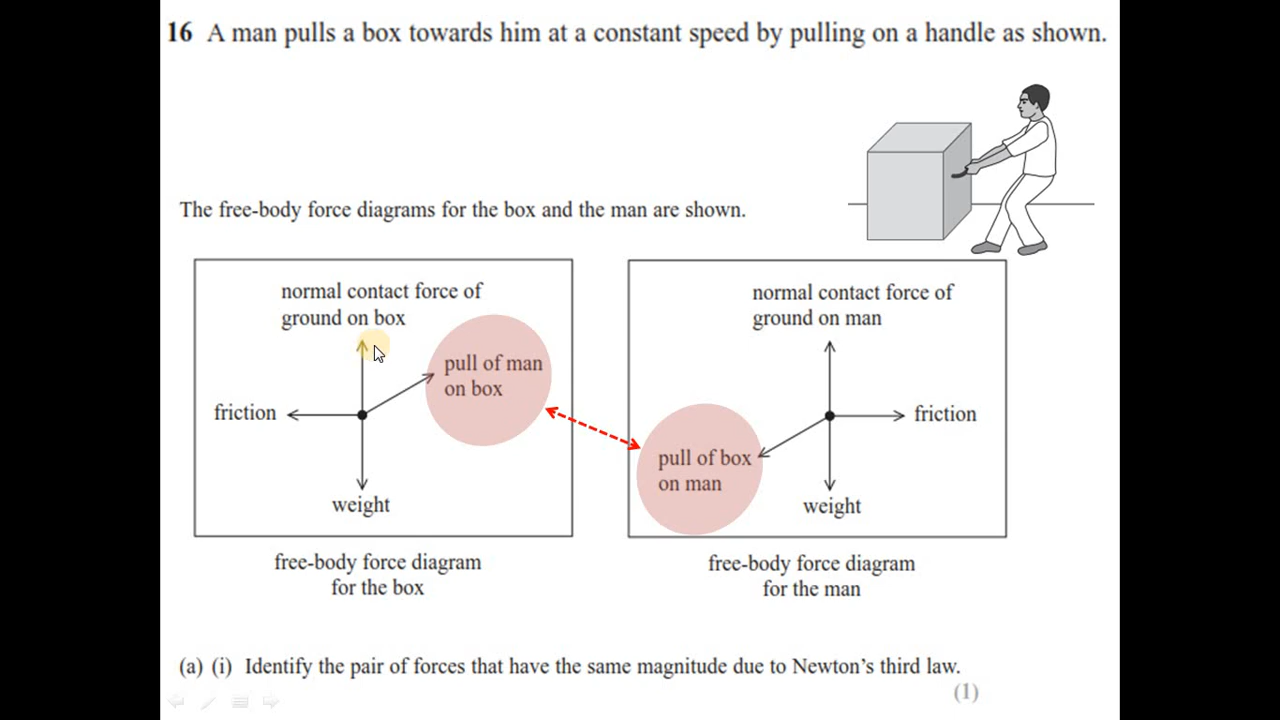 16 A man pulls a box towards him at a constant speed by pulling on a handle as shown.
The free-body force diagrams for the box and the man are shown.
normal contact force of
ground on box
pull of man
on box
friction
weight
free-body force diagram
for the box
normal contact force of
ground on man
friction
pull of box
on man
weight
free-body force diagram
for the man
(a) (i) Identify the pair of forces that have the same magnitude due to Newton's third law.
(1)